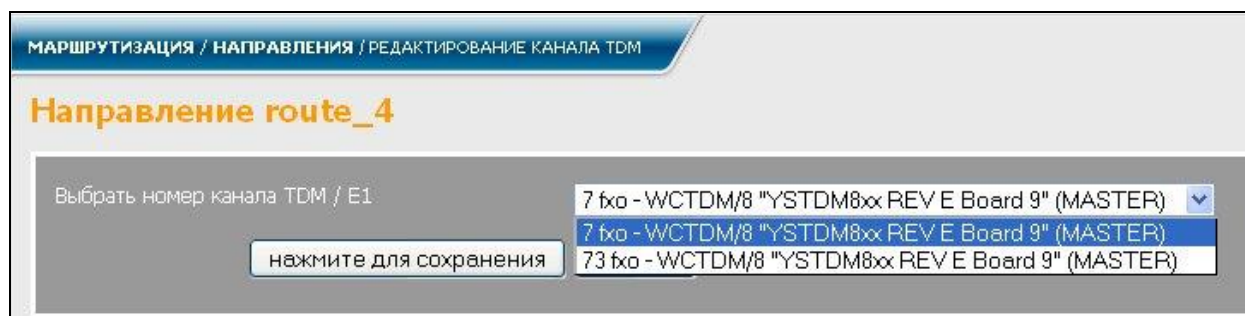 МАРШРУТИЗАЦИЯ / НАПРАВЛЕНИЯ / РЕДАКТИРОВАНИЕ КАНАЛА TDM
Направление route_4
Выбрать номер канала TDM / E1
7 fxo - WCTDM/8 "YSTDM8xx REV E Board 9" (MASTER)
7 fxo - WCTDM/8 "YSTDM8xx REV E Board 9" (MASTER)
нажмите для сохранения
73 fxo - WCTDM/8 "YSTDM8xx REV E Board 9" (MASTER)